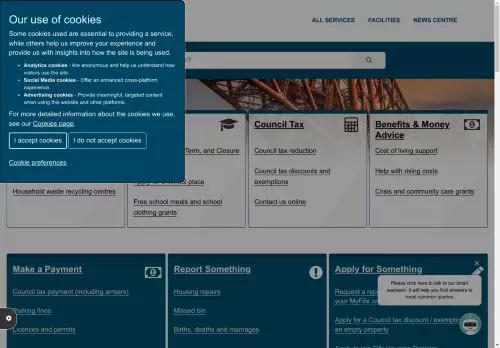 Our use of cookies
Some cookies used are essential to providing a service,
while others help us improve your experience and
provide us with insights into how the site is being used.
Analytics cookies - Are anonymous and help us understand how
visitors use the site.
Social Media cookies - Offer an enhanced cross-platform
experience.
Advertising cookies - Provide meaningful, targeted content
when using this website and other platforms.
For more detailed information about the cookies we use,
see our Cookies page.
I accept cookies
I do not accept cookies
Cookie preferences
ALL SERVICES
FACILITIES
NEWS CENTRE
Term, and Closure
place
Free school meals and school
clothing grants
Household waste recycling centres
Council Tax
Council tax reduction
Council tax discounts and
exemptions
Contact us online
Benefits & Money
Advice
Cost of living support
Help with rising costs
Crisis and community care grants
Make a Payment
Council tax payment (including arrears)
Parking fines
Licences and permits
Report Something
Housing repairs
Missed bin
Births, deaths and marriages
Apply for Something
Request a
your MyFife
Apply for a Council tax discount / exemption
an empty property
Please click here to talk to our smart
assistant. It will help you find answers to
most common queries.